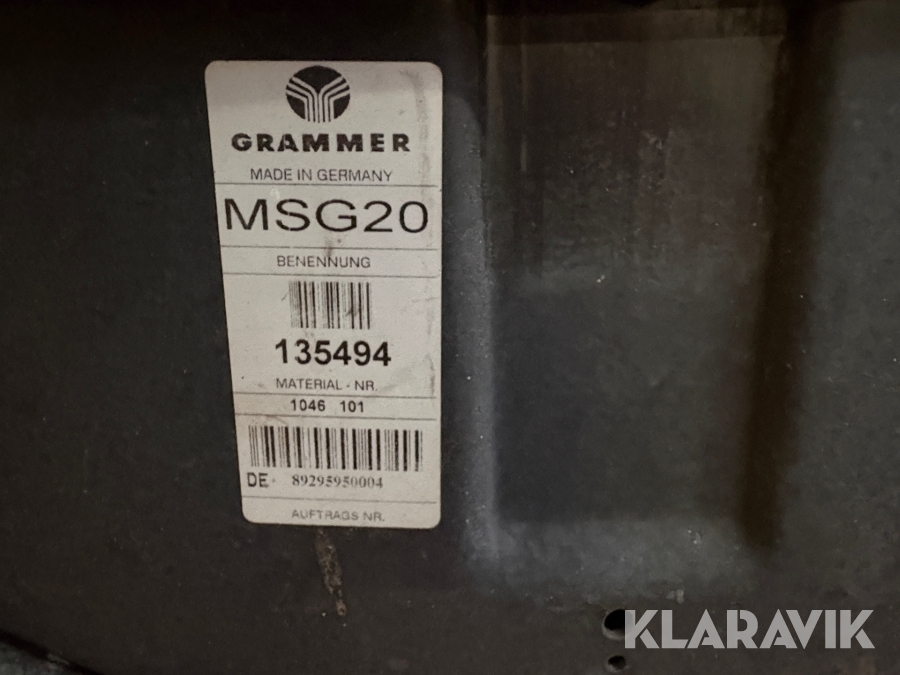 GRAMMER
MADE IN GERMANY
MSG20
BENENNUNG
135494
MATERIAL - NR.
1046 101
DE- 89295950004
AUFTRAGS NR.
KLARAVIK